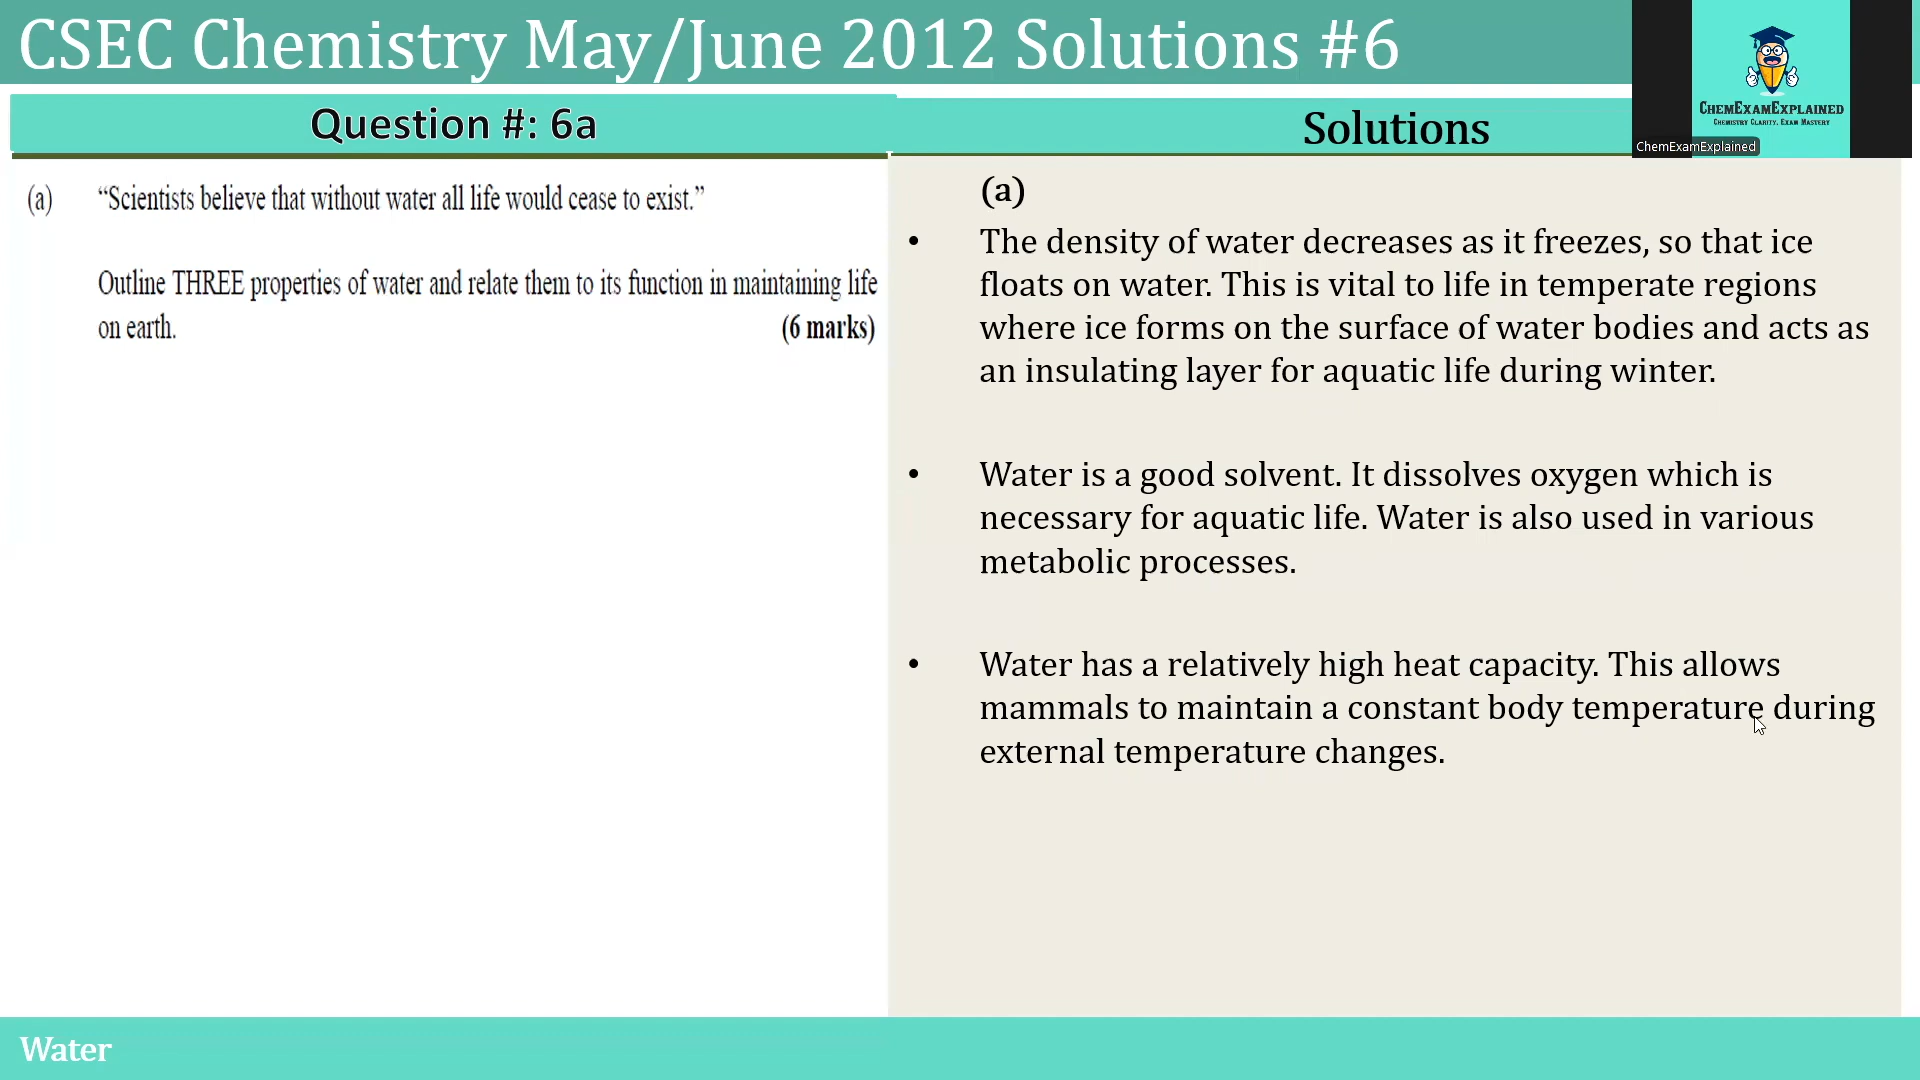 CSEC Chemistry May/June 2012 Solutions #6
CHEMEXAMEXPLAINED
CHEMISTRY CLARITY. EXAM MASTERY
ChemExamExplained
Question #: 6a
(a) “Scientists believe that without water all life would cease to exist.”
Outline THREE properties of water and relate them to its function in maintaining life
on earth. (6 marks)
Solutions
(a)
• The density of water decreases as it freezes, so that ice
floats on water. This is vital to life in temperate regions
where ice forms on the surface of water bodies and acts as
an insulating layer for aquatic life during winter.
• Water is a good solvent. It dissolves oxygen which is
necessary for aquatic life. Water is also used in various
metabolic processes.
• Water has a relatively high heat capacity. This allows
mammals to maintain a constant body temperature during
external temperature changes.
Water